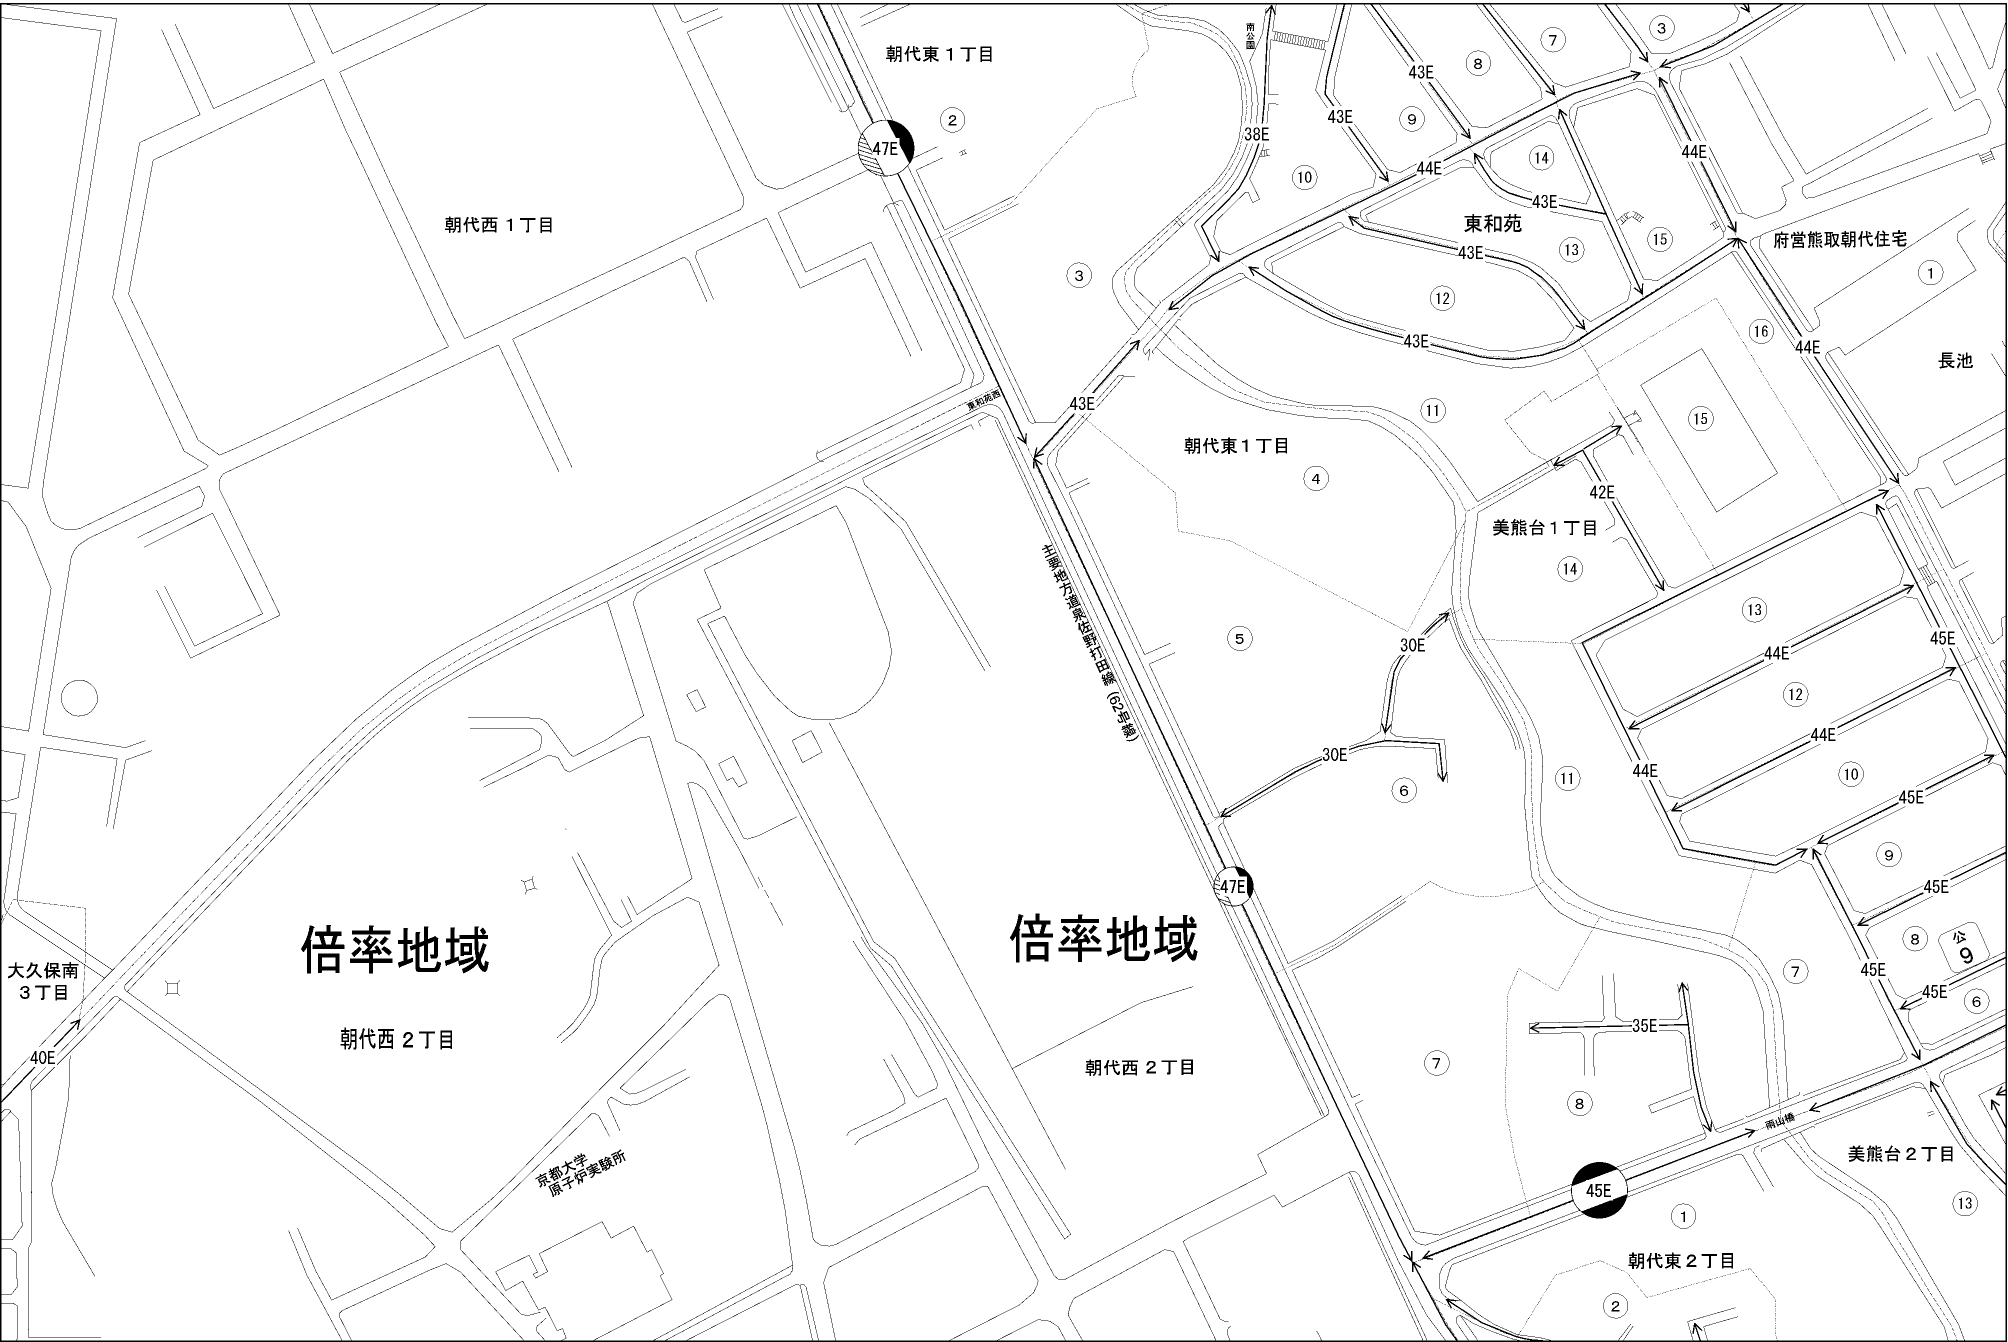 南公園
朝代東１丁目
3
7
8
43E
43E
9
2
38E
47E
44E
44E
14
10
43E
朝代西１丁目
東和苑
府営熊取朝代住宅
15
43E
13
1
3
12
16
43E
44E
長池
東和苑西
43E
11
15
朝代東１丁目
4
42E
美熊台１丁目
14
主要地方道泉佐野打田線（62号線）
13
5
30E
45E
44E
12
44E
30E
44E
10
11
6
45E
9
47E
45E
倍率地域
倍率地域
8
公
9
大久保南
３丁目
7
45E
45E
6
35E
朝代西２丁目
40E
7
朝代西２丁目
8
雨山橋
美熊台２丁目
京都大学
原子炉実験所
45E
13
1
朝代東２丁目
2